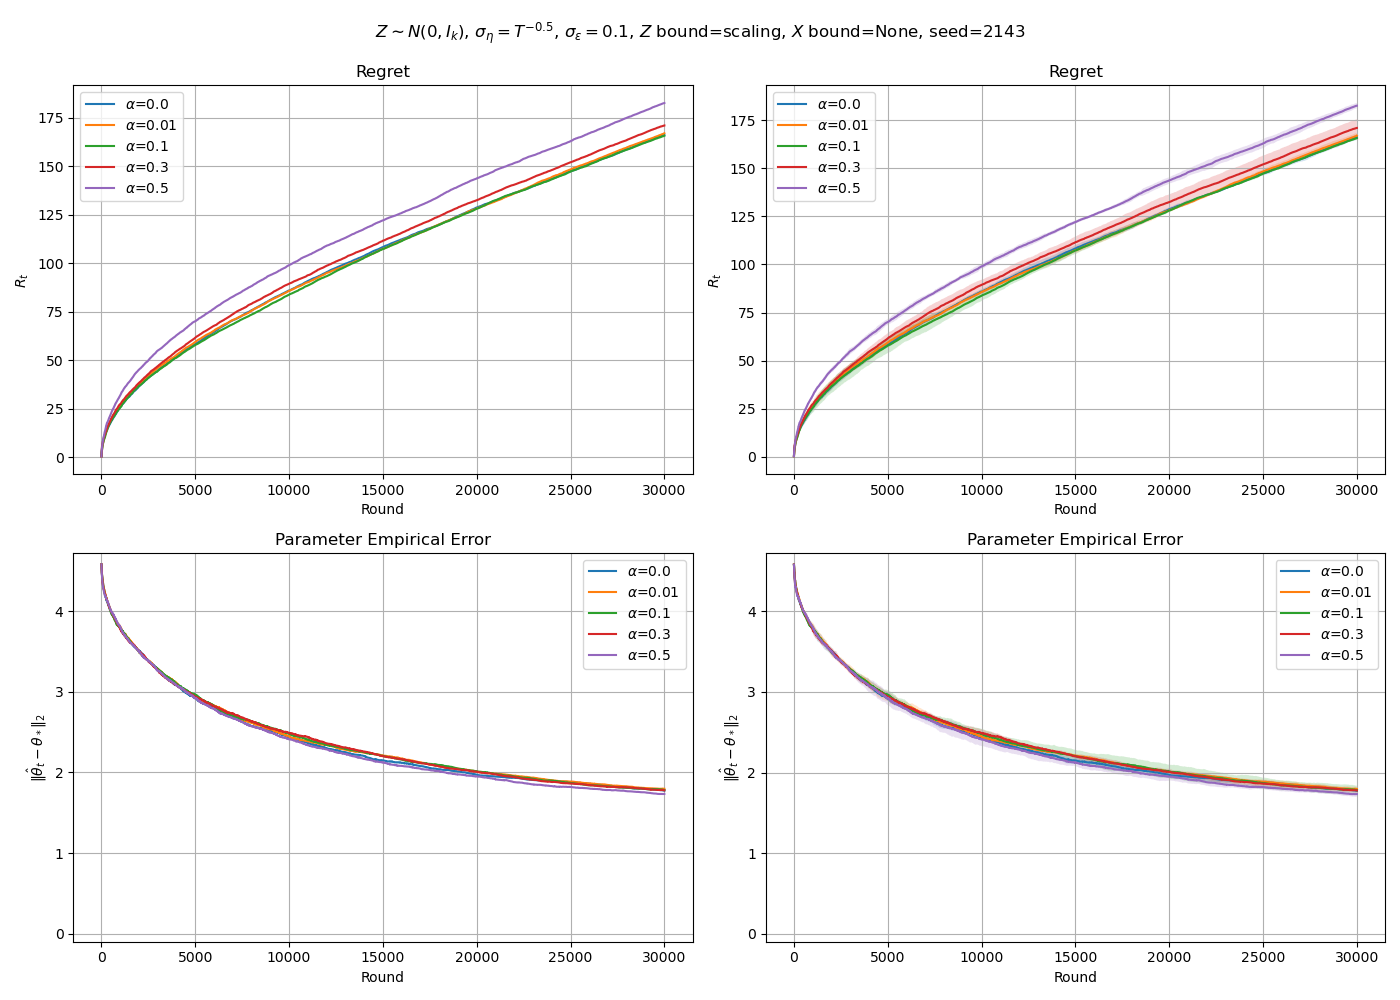 Z ∼ N(0, I_k), σ_η = T^{−0.5}, σ_ε = 0.1, Z bound=scaling, X bound=None, seed=2143
Regret
α=0.0
α=0.01
α=0.1
α=0.3
α=0.5
175
150
125
100
75
50
25
0
R_t
0 5000 10000 15000 20000 25000 30000
Round
Regret
α=0.0
α=0.01
α=0.1
α=0.3
α=0.5
175
150
125
100
75
50
25
0
R_t
0 5000 10000 15000 20000 25000 30000
Round
Parameter Empirical Error
α=0.0
α=0.01
α=0.1
α=0.3
α=0.5
4
3
2
1
0
‖θ̂_t − θ_*‖_2
0 5000 10000 15000 20000 25000 30000
Round
Parameter Empirical Error
α=0.0
α=0.01
α=0.1
α=0.3
α=0.5
4
3
2
1
0
‖θ̂_t − θ_*‖_2
0 5000 10000 15000 20000 25000 30000
Round